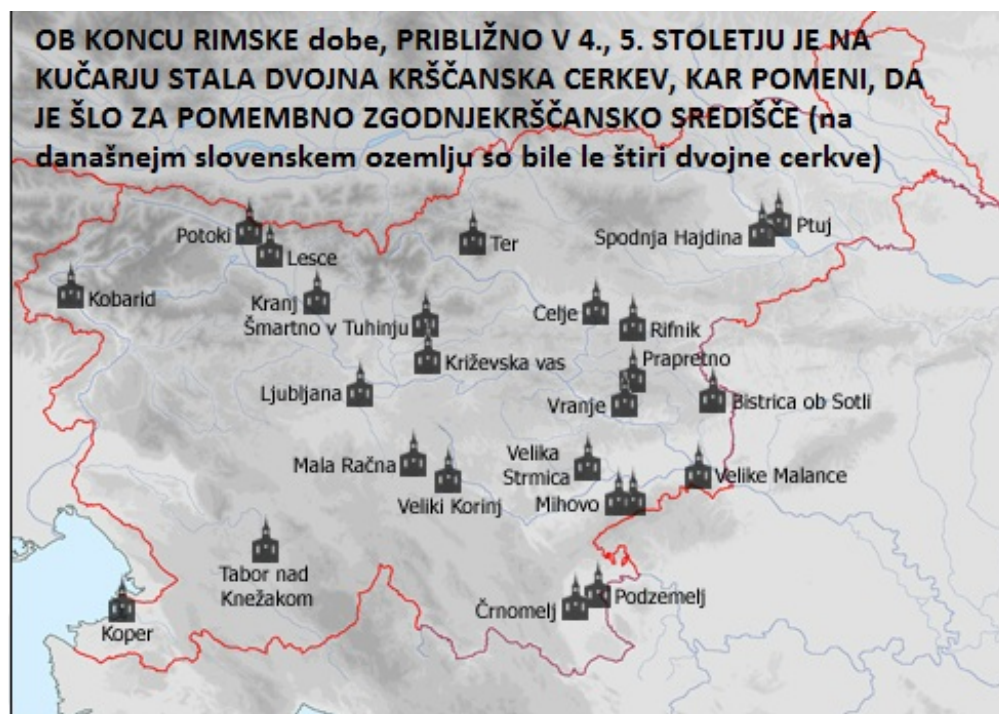 OB KONCU RIMSKE dobe, PRIBLIŽNO V 4., 5. STOLETJU JE NA
KUČARJU STALA DVOJNA KRŠČANSKA CERKEV, KAR POMENI, DA
JE ŠLO ZA POMEMBNO ZGODNJEKRŠČANSKO SREDIŠČE (na
današnejm slovenskem ozemlju so bile le štiri dvojne cerkve)
Potoki
Lesce
Ter
Spodnja Hajdina
Ptuj
Kobarid
Kranj
Šmartno v Tuhinju
Celje
Rifnik
Križevska vas
Prapretno
Ljubljana
Vranje
Bistrica ob Sotli
Mala Račna
Veliki Korinj
Velika
Strmica
Mihovo
Velike Malance
Tabor nad
Knežakom
Koper
Črnomelj
Podzemelj